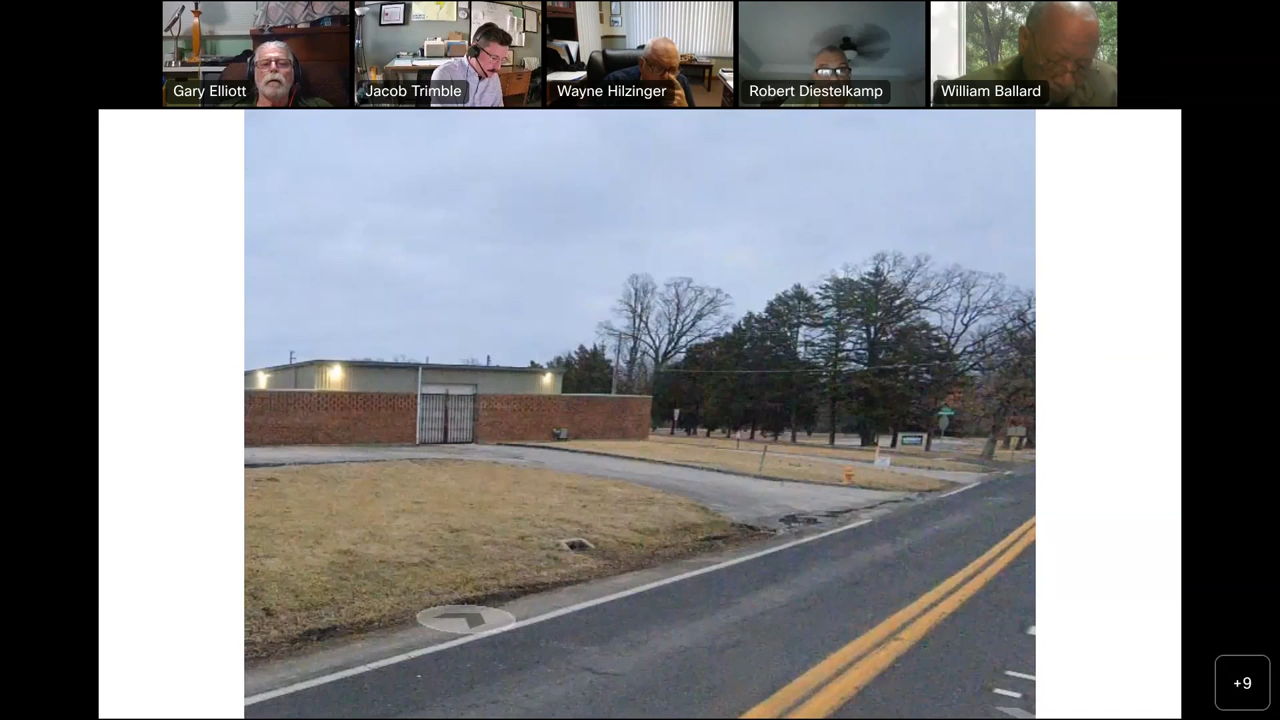 Gary Elliott
Jacob Trimble
Wayne Hilzinger
Robert Diestelkamp
William Ballard
+9